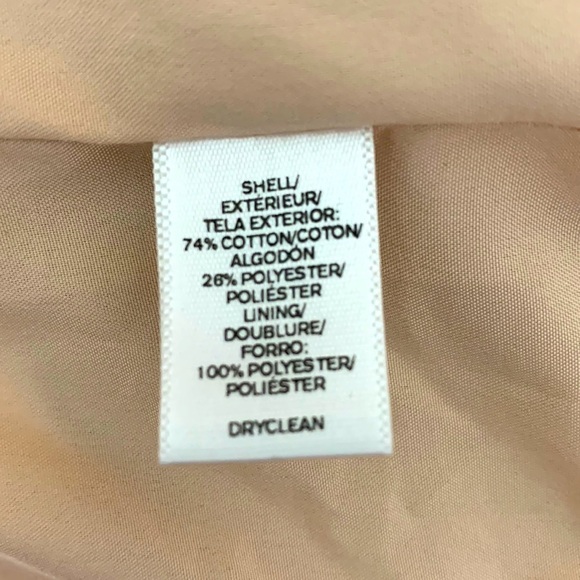 SHELL/
EXTÉRIEUR/
TELA EXTERIOR:
74% COTTON/COTON/
ALGODÓN
26% POLYESTER/
POLIÉSTER
LINING/
DOUBLURE/
FORRO:
100% POLYESTER/
POLIÉSTER
DRYCLEAN